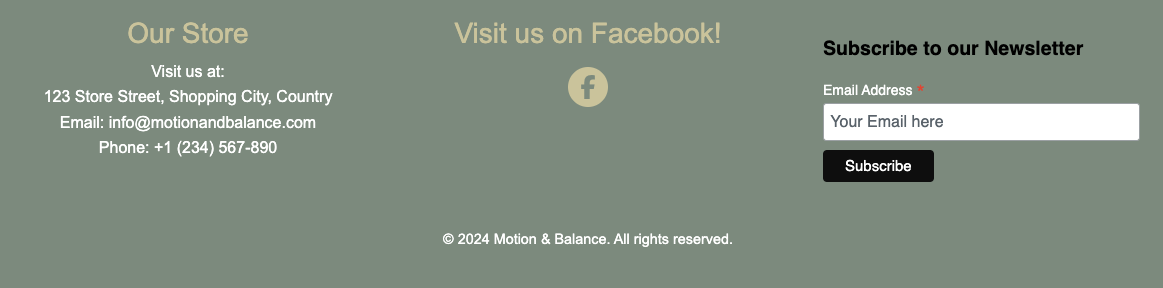 Our Store
Visit us at:
123 Store Street, Shopping City, Country
Email: info@motionandbalance.com
Phone: +1 (234) 567-890
Visit us on Facebook!
Subscribe to our Newsletter
Email Address *
Your Email here
Subscribe
© 2024 Motion & Balance. All rights reserved.